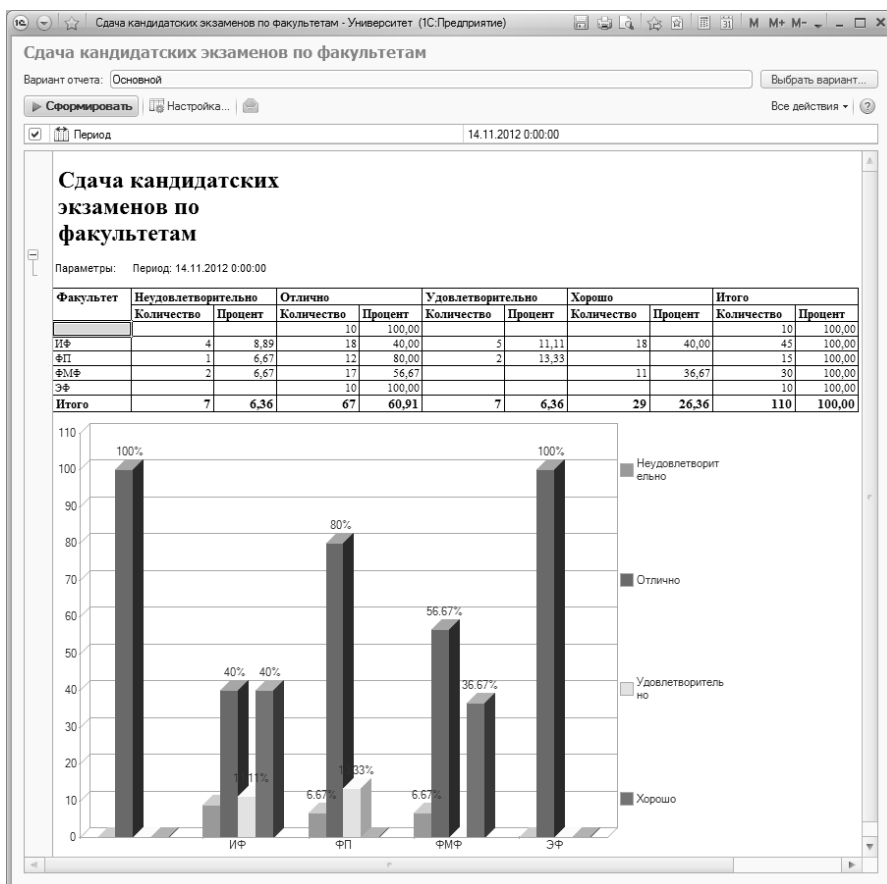 Сдача кандидатских экзаменов по факультетам - Университет (1С:Предприятие) M M+ M-
Сдача кандидатских экзаменов по факультетам
Вариант отчета: Основной Выбрать вариант...
Сформировать Настройка... Все действия ?
Период 14.11.2012 0:00:00
Сдача кандидатских
экзаменов по
факультетам
Параметры: Период: 14.11.2012 0:00:00
Факультет Неудовлетворительно Отлично Удовлетворительно Хорошо Итого
Количество Процент Количество Процент Количество Процент Количество Процент Количество Процент
10 100,00 10 100,00
ИФ 4 8,89 18 40,00 5 11,11 18 40,00 45 100,00
ФП 1 6,67 12 80,00 2 13,33 15 100,00
ФМФ 2 6,67 17 56,67 11 36,67 30 100,00
ЭФ 10 100,00 10 100,00
Итого 7 6,36 67 60,91 7 6,36 29 26,36 110 100,00
110
100% 100%
100
Неудовлетворит
ельно
90
80%
80
70
Отлично
60
56.67%
50
40% 40%
40
36.67%
Удовлетворитель
но
30
20
6.67% 6.67%
10
Хорошо
0
ИФ ФП ФМФ ЭФ